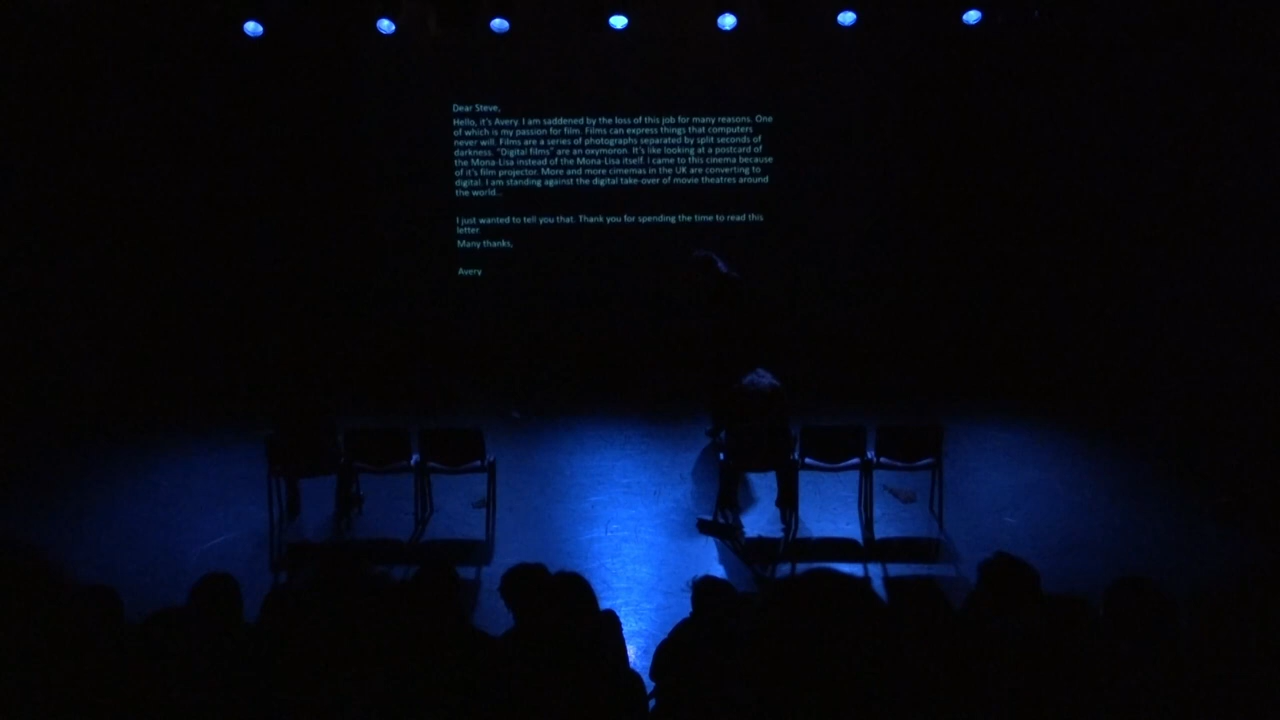 Dear Steve,
Hello, it's Avery. I am saddened by the loss of this job for many reasons. One
of which is my passion for film. Films can express things that computers
never will. Films are a series of photographs separated by split seconds of
darkness. "Digital films" are an oxymoron. It's like looking at a postcard of
the Mona-Lisa instead of the Mona-Lisa itself. I came to this cinema because
of it's film projector. More and more cimemas in the UK are converting to
digital. I am standing against the digital take-over of movie theatres around
the world...
I just wanted to tell you that. Thank you for spending the time to read this
letter.
Many thanks,
Avery